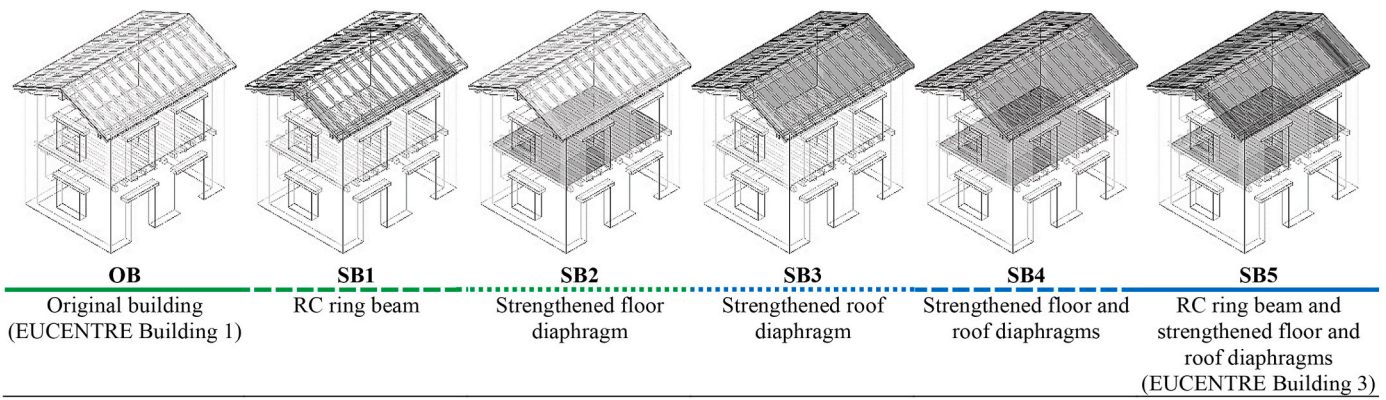 OB
Original building
(EUCENTRE Building 1)
SB1
RC ring beam
SB2
Strengthened floor
diaphragm
SB3
Strengthened roof
diaphragm
SB4
Strengthened floor and
roof diaphragms
SB5
RC ring beam and
strengthened floor and
roof diaphragms
(EUCENTRE Building 3)